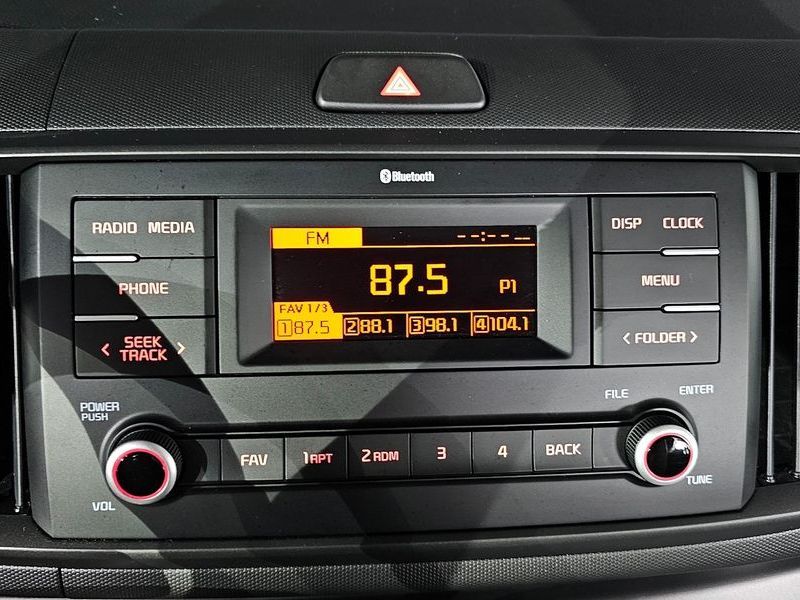 Bluetooth
RADIO MEDIA
PHONE
< SEEK TRACK >
FM --:-- __
87.5 P1
FAV 1/3
1 87.5 2 88.1 3 98.1 4 104.1
DISP CLOCK
MENU
< FOLDER >
POWER
PUSH
VOL
FAV 1 RPT 2 RDM 3 4 BACK
FILE
ENTER
TUNE